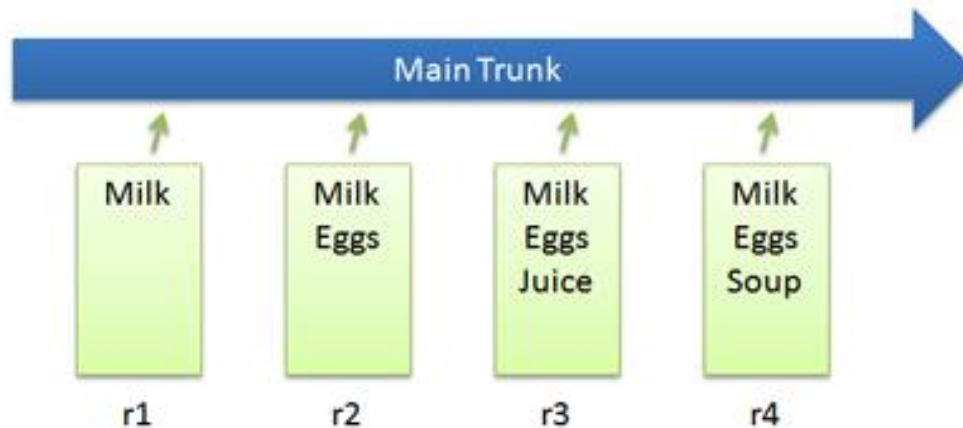 Main Trunk
Milk
Milk
Eggs
Milk
Eggs
Juice
Milk
Eggs
Soup
r1
r2
r3
r4